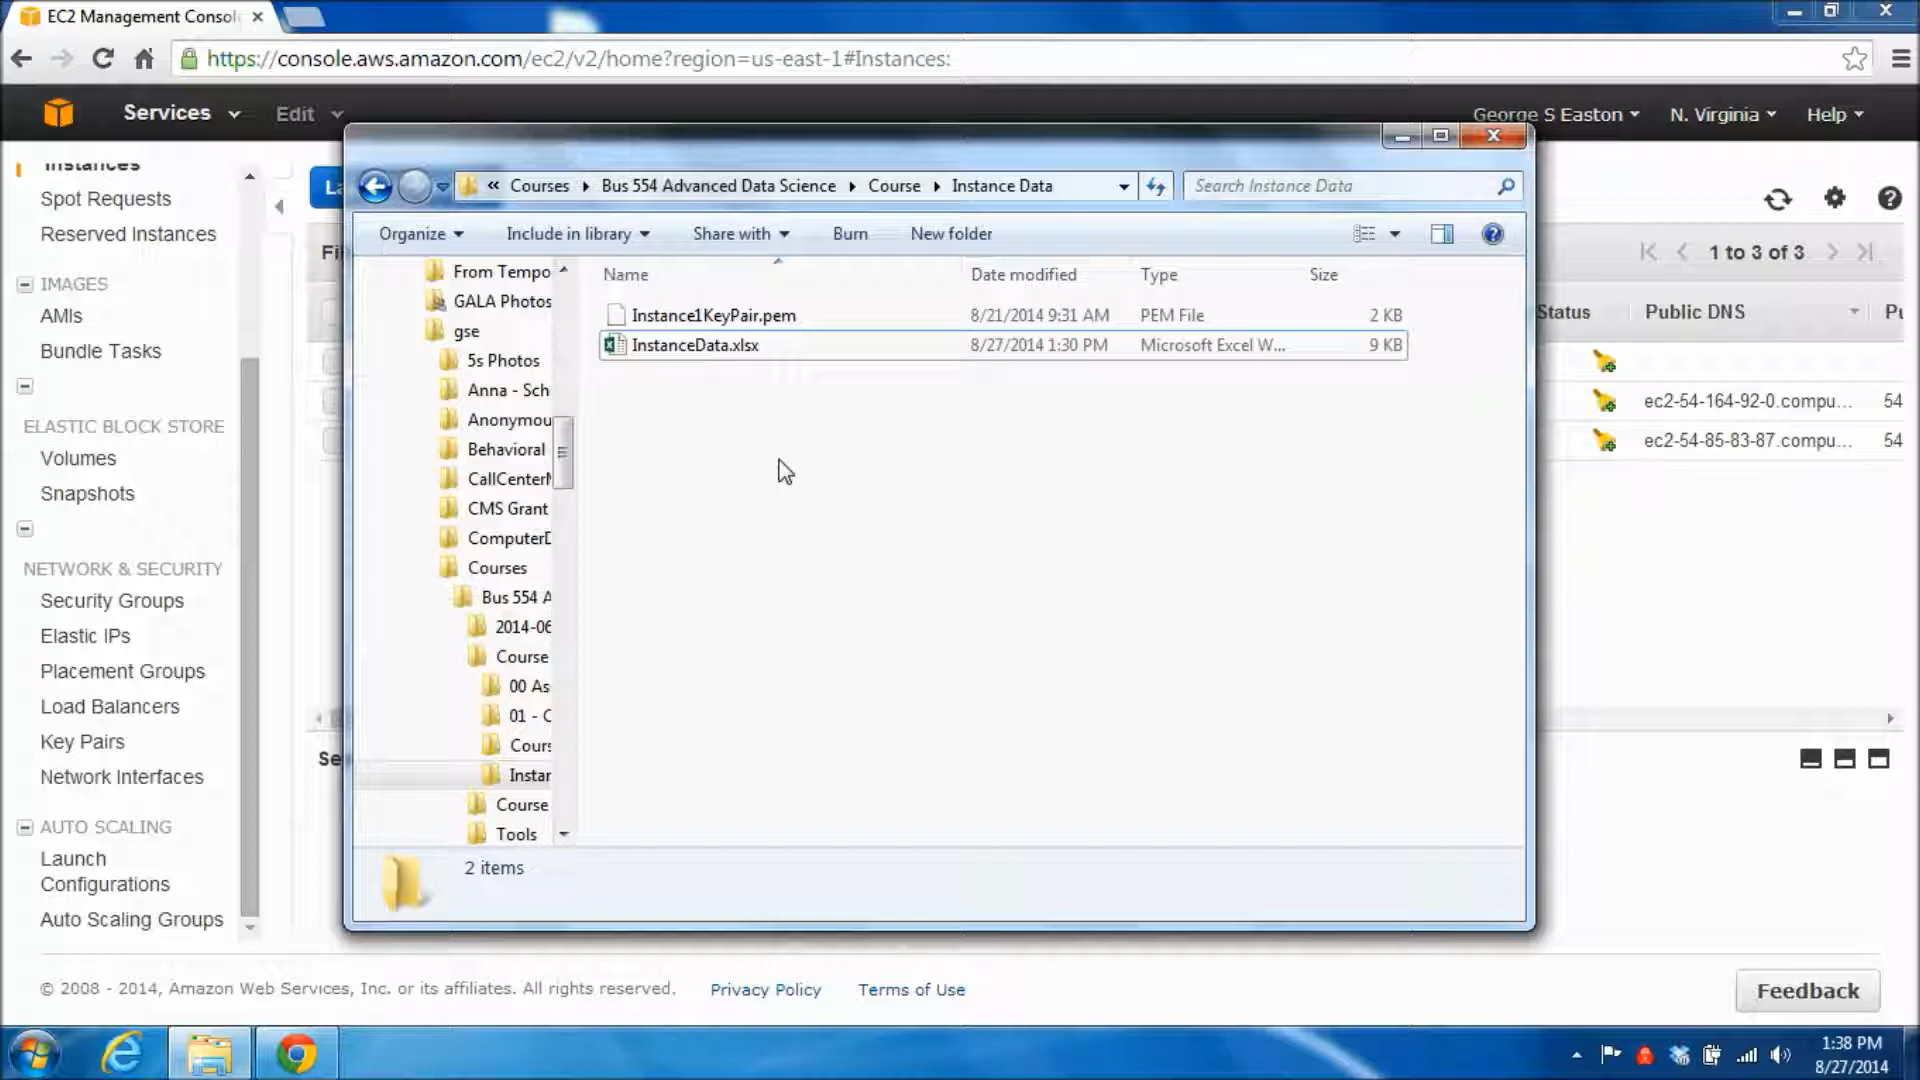 EC2 Management Consol
https://console.aws.amazon.com/ec2/v2/home?region=us-east-1#Instances:
Services
Edit
George S Easton
N. Virginia
Help
Instances
Spot Requests
Reserved Instances
IMAGES
AMIs
Bundle Tasks
ELASTIC BLOCK STORE
Volumes
Snapshots
NETWORK & SECURITY
Security Groups
Elastic IPs
Placement Groups
Load Balancers
Key Pairs
Network Interfaces
AUTO SCALING
Launch
Configurations
Auto Scaling Groups
La
Fi
Se
« Courses Bus 554 Advanced Data Science Course Instance Data
Search Instance Data
Organize Include in library Share with Burn New folder
From Tempo
GALA Photos
gse
5s Photos
Anna - Sch
Anonymou
Behavioral
CallCenterM
CMS Grant
ComputerD
Courses
Bus 554 A
2014-06
Course
00 As
01 - C
Cours
Instar
Course
Tools
Name Date modified Type Size
Instance1KeyPair.pem 8/21/2014 9:31 AM PEM File 2 KB
InstanceData.xlsx 8/27/2014 1:30 PM Microsoft Excel W... 9 KB
2 items
1 to 3 of 3
Status Public DNS Pu
ec2-54-164-92-0.compu... 54
ec2-54-85-83-87.compu... 54
© 2008 - 2014, Amazon Web Services, Inc. or its affiliates. All rights reserved. Privacy Policy Terms of Use
Feedback
1:38 PM
8/27/2014